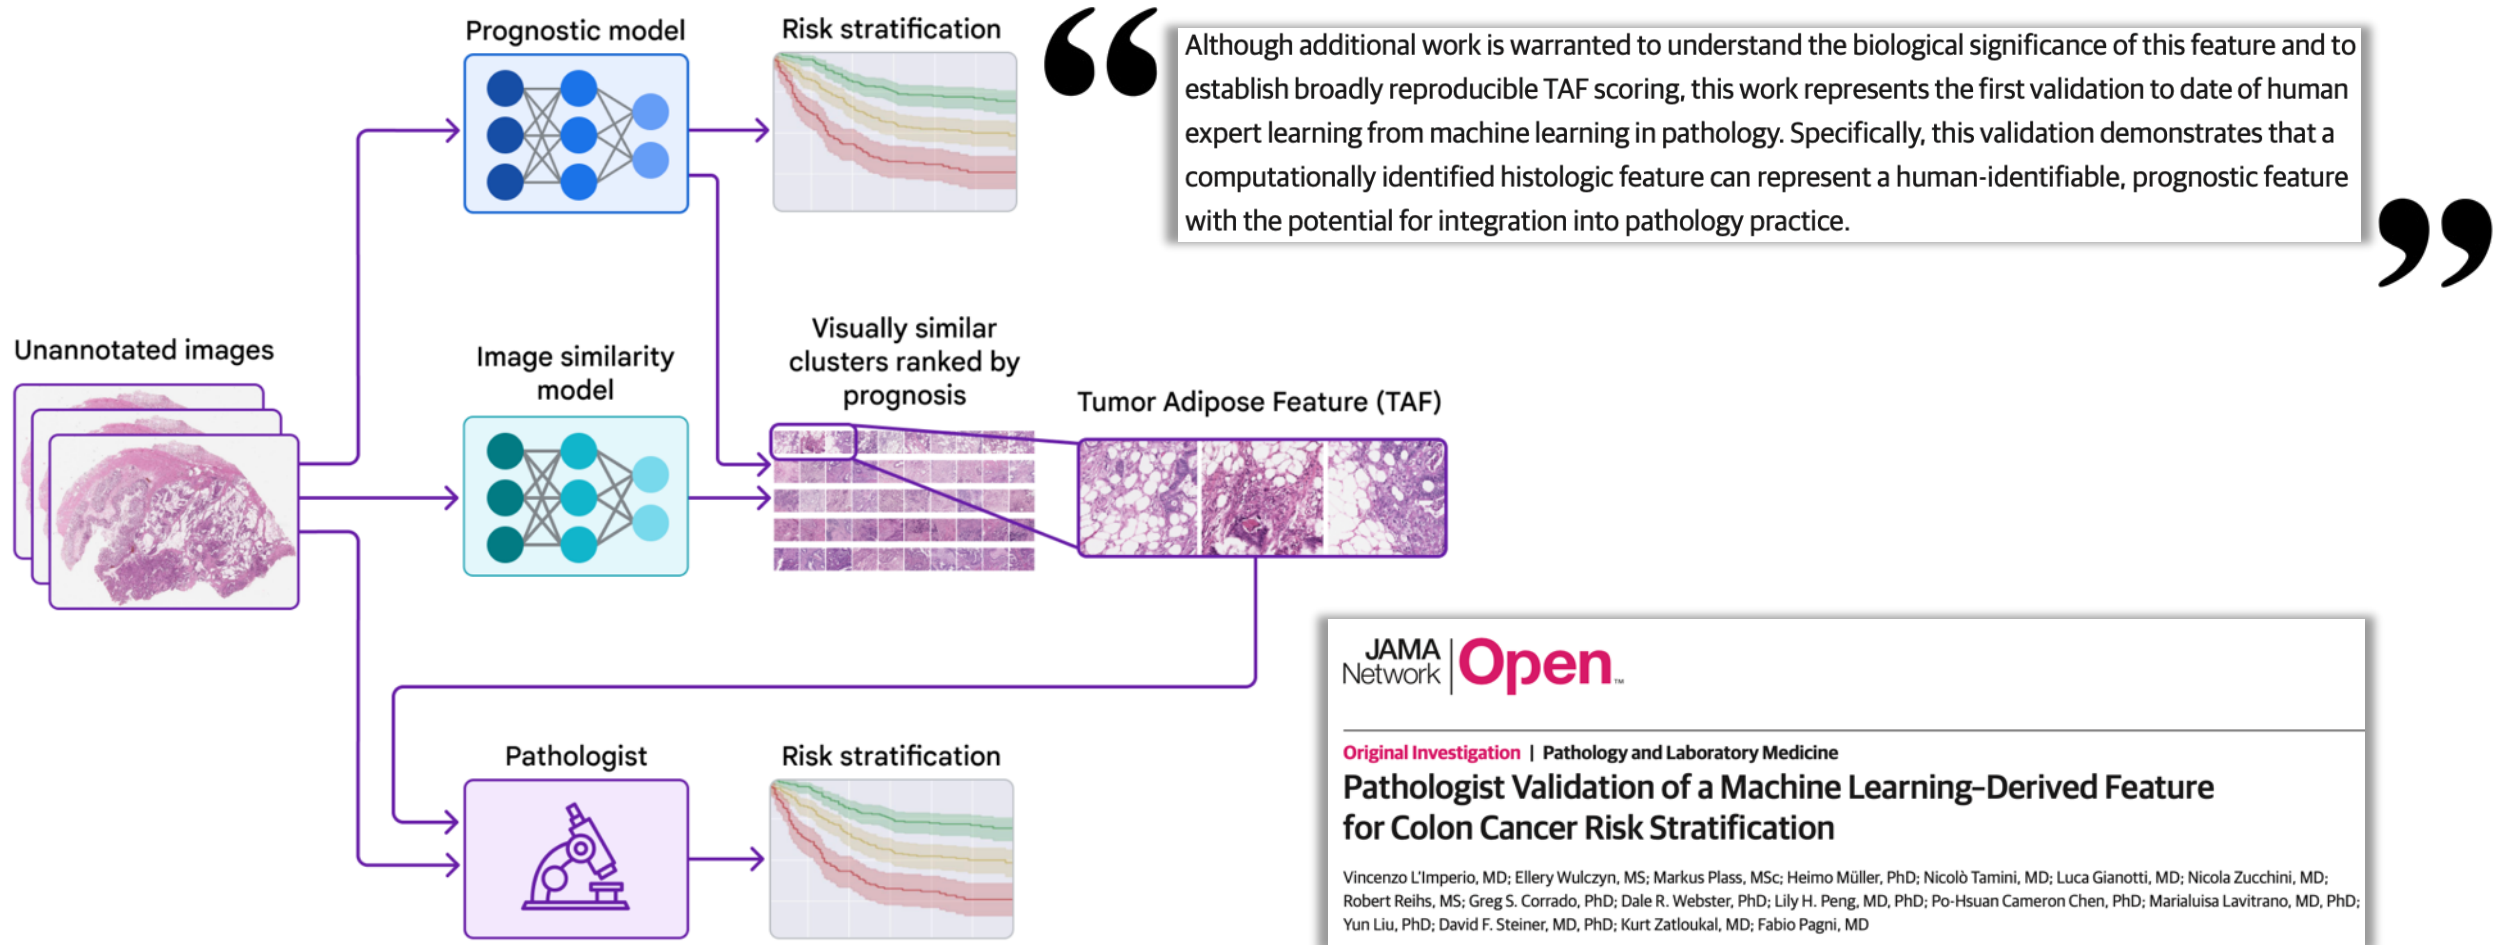 Prognostic model
Risk stratification
“
Although additional work is warranted to understand the biological significance of this feature and to
establish broadly reproducible TAF scoring, this work represents the first validation to date of human
expert learning from machine learning in pathology. Specifically, this validation demonstrates that a
computationally identified histologic feature can represent a human-identifiable, prognostic feature
with the potential for integration into pathology practice.
”
Unannotated images
Image similarity
model
Visually similar
clusters ranked by
prognosis
Tumor Adipose Feature (TAF)
Pathologist
Risk stratification
JAMA
Network
Open™
Original Investigation | Pathology and Laboratory Medicine
Pathologist Validation of a Machine Learning–Derived Feature
for Colon Cancer Risk Stratification
Vincenzo L’Imperio, MD; Ellery Wulczyn, MS; Markus Plass, MSc; Heimo Müller, PhD; Nicolò Tamini, MD; Luca Gianotti, MD; Nicola Zucchini, MD;
Robert Reihs, MS; Greg S. Corrado, PhD; Dale R. Webster, PhD; Lily H. Peng, MD, PhD; Po-Hsuan Cameron Chen, PhD; Marialuisa Lavitrano, MD, PhD;
Yun Liu, PhD; David F. Steiner, MD, PhD; Kurt Zatloukal, MD; Fabio Pagni, MD